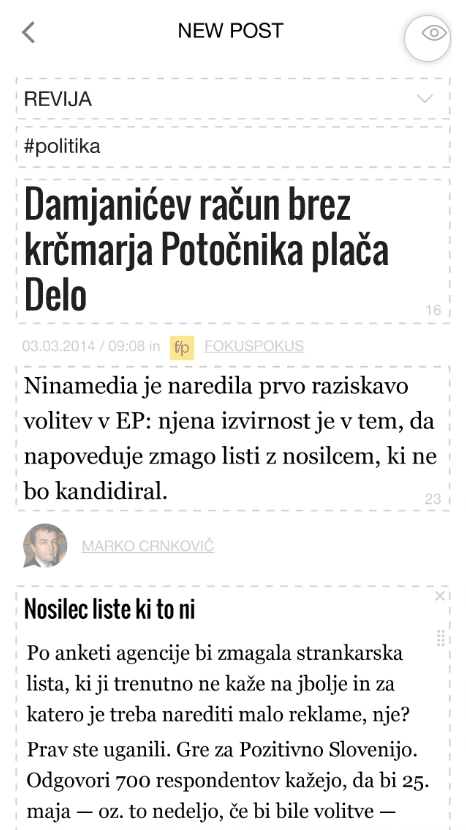 NEW POST
REVIJA
#politika
Damjanićev račun brez
krčmarja Potočnika plača
Delo
16
03.03.2014 / 09:08 in f/p FOKUSPOKUS
Ninamedia je naredila prvo raziskavo
volitev v EP: njena izvirnost je v tem, da
napoveduje zmago listi z nosilcem, ki ne
bo kandidiral.
23
MARKO CRNKOVIČ
Nosilec liste ki to ni
Po anketi agencije bi zmagala strankarska
lista, ki ji trenutno ne kaže na jbolje in za
katero je treba narediti malo reklame, nje?
Prav ste uganili. Gre za Pozitivno Slovenijo.
Odgovori 700 respondentov kažejo, da bi 25.
maja — oz. to nedeljo, če bi bile volitve —